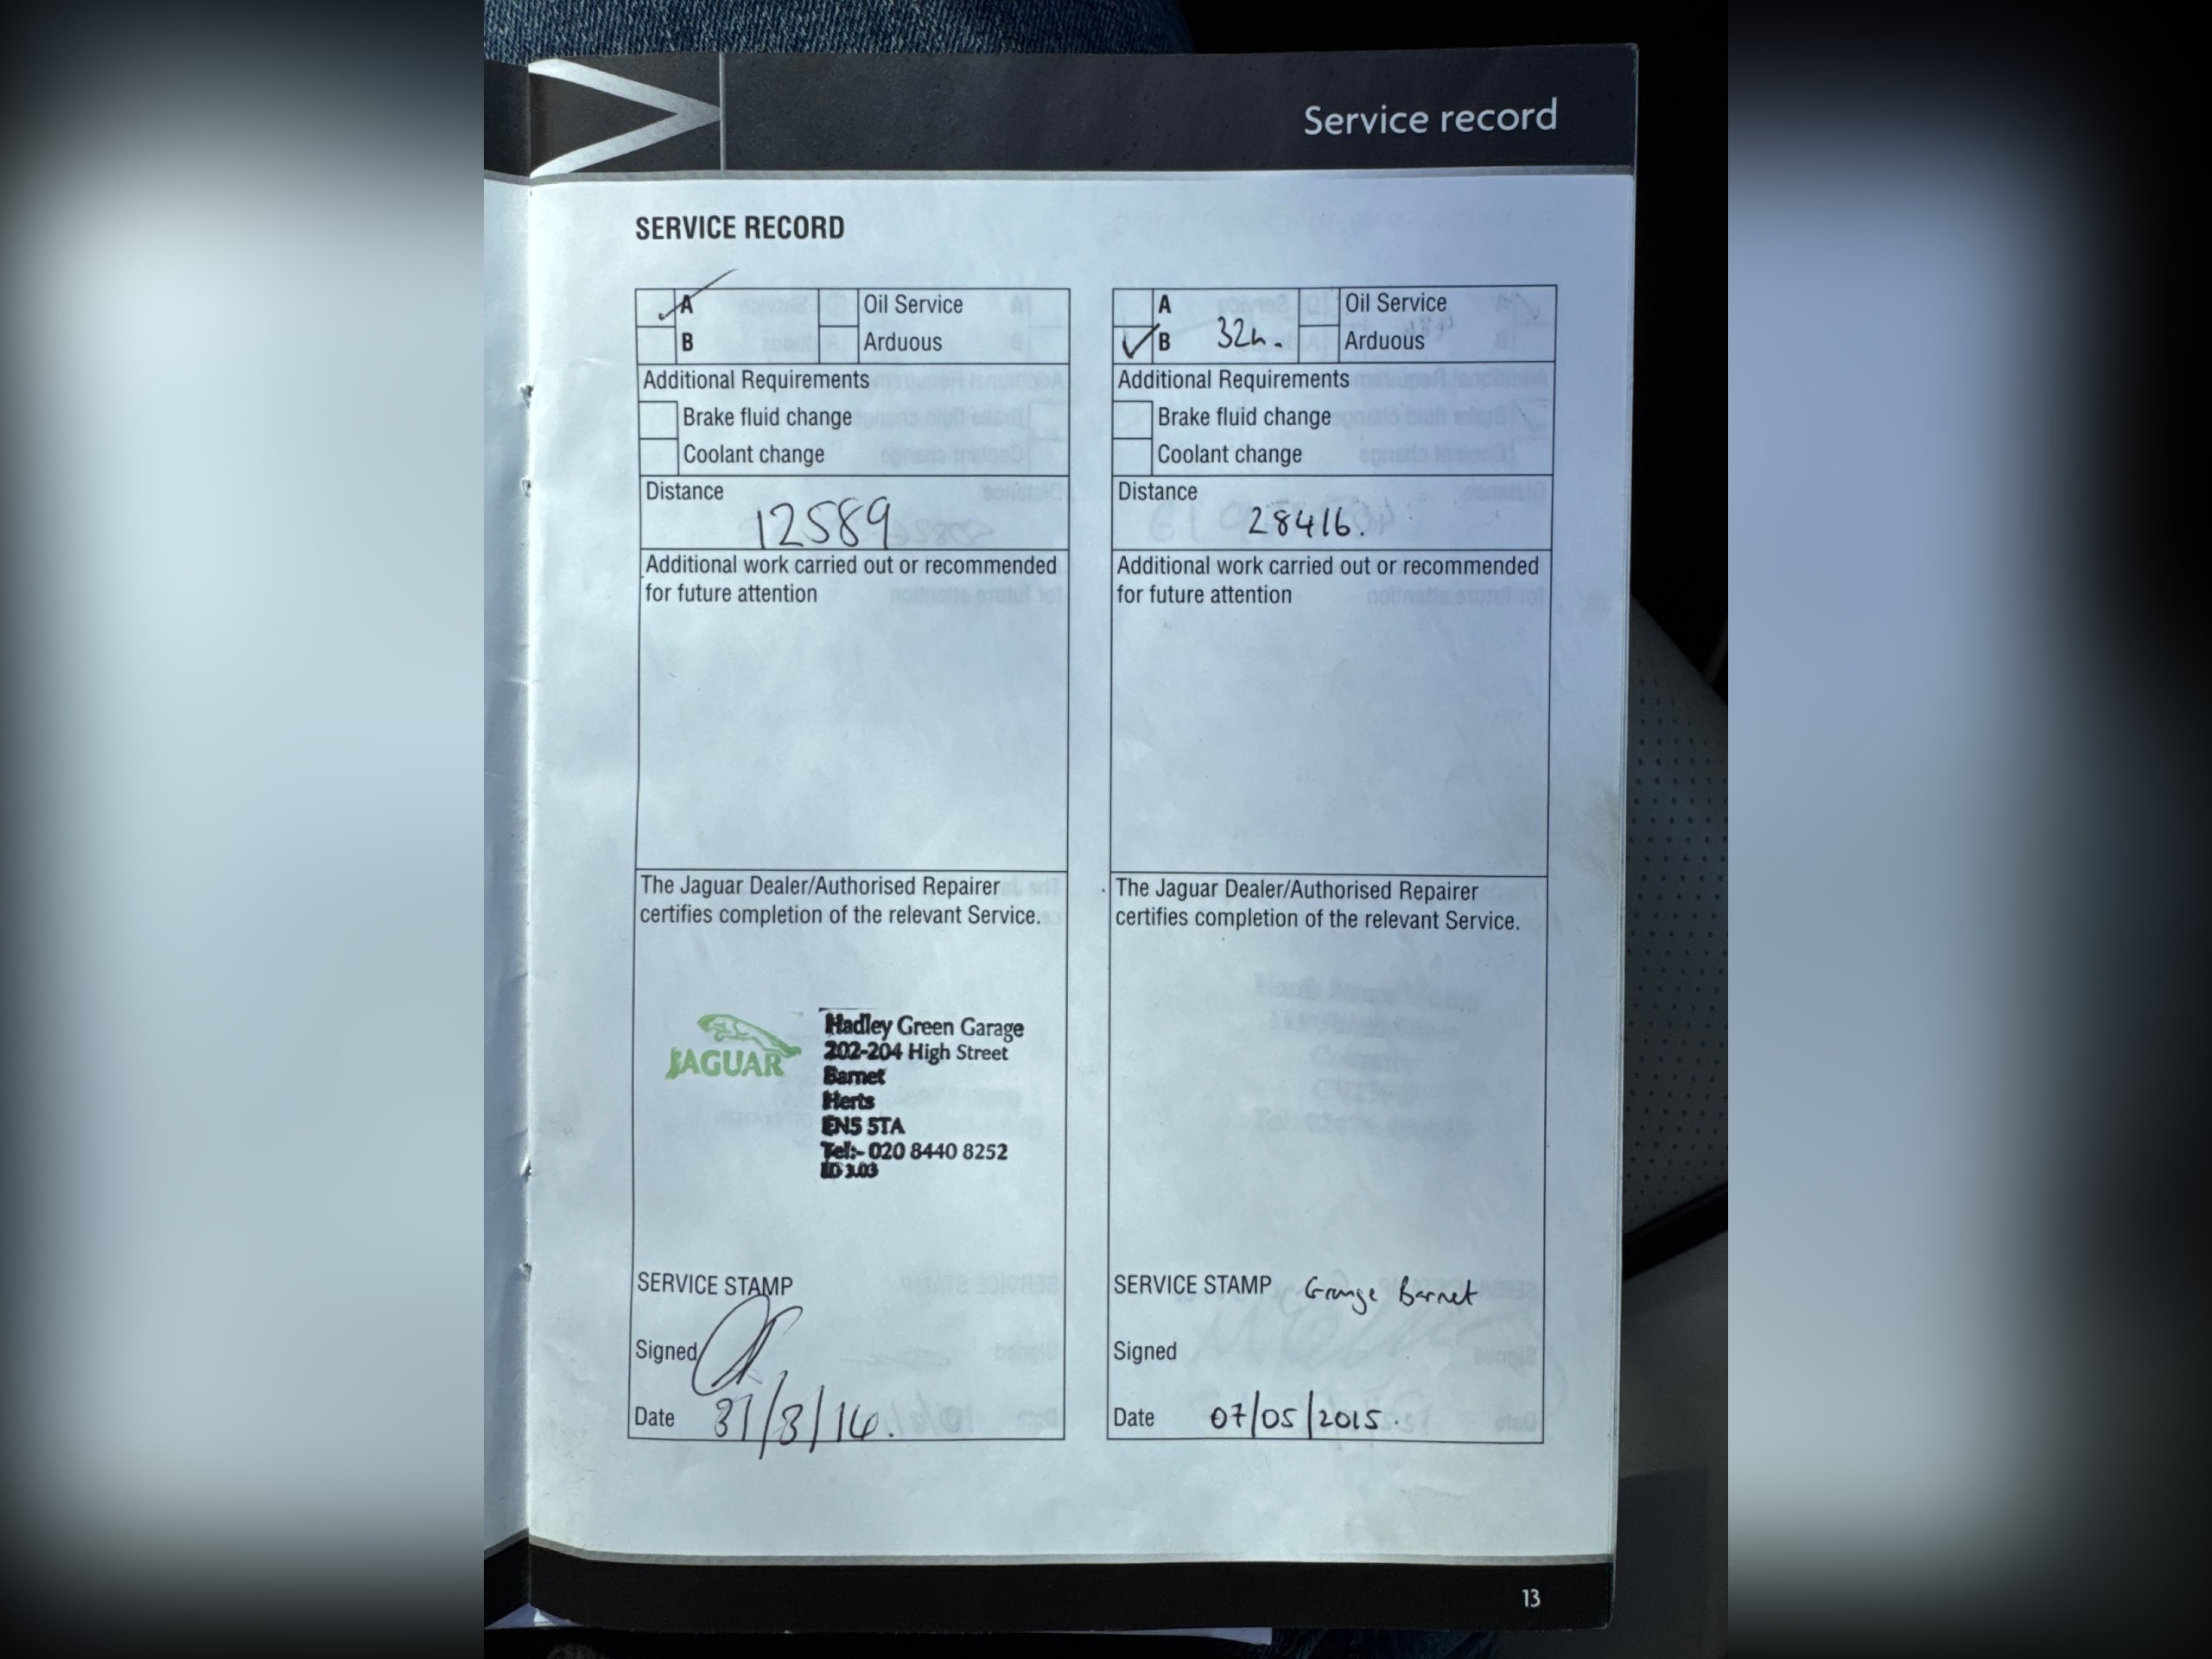 Service record
SERVICE RECORD
A
Oil Service
B
Arduous
Additional Requirements
Brake fluid change
Coolant change
Distance
12589
Additional work carried out or recommended
for future attention
The Jaguar Dealer/Authorised Repairer
certifies completion of the relevant Service.
JAGUAR
Hadley Green Garage
202-204 High Street
Barnet
Herts
EN5 5TA
Tel:- 020 8440 8252
SERVICE STAMP
Signed
Date 31/8/14.
A
Oil Service
B 32h.
Arduous
Additional Requirements
Brake fluid change
Coolant change
Distance
28416.
Additional work carried out or recommended
for future attention
The Jaguar Dealer/Authorised Repairer
certifies completion of the relevant Service.
SERVICE STAMP Grange Barnet
Signed
Date 07/05/2015.
13